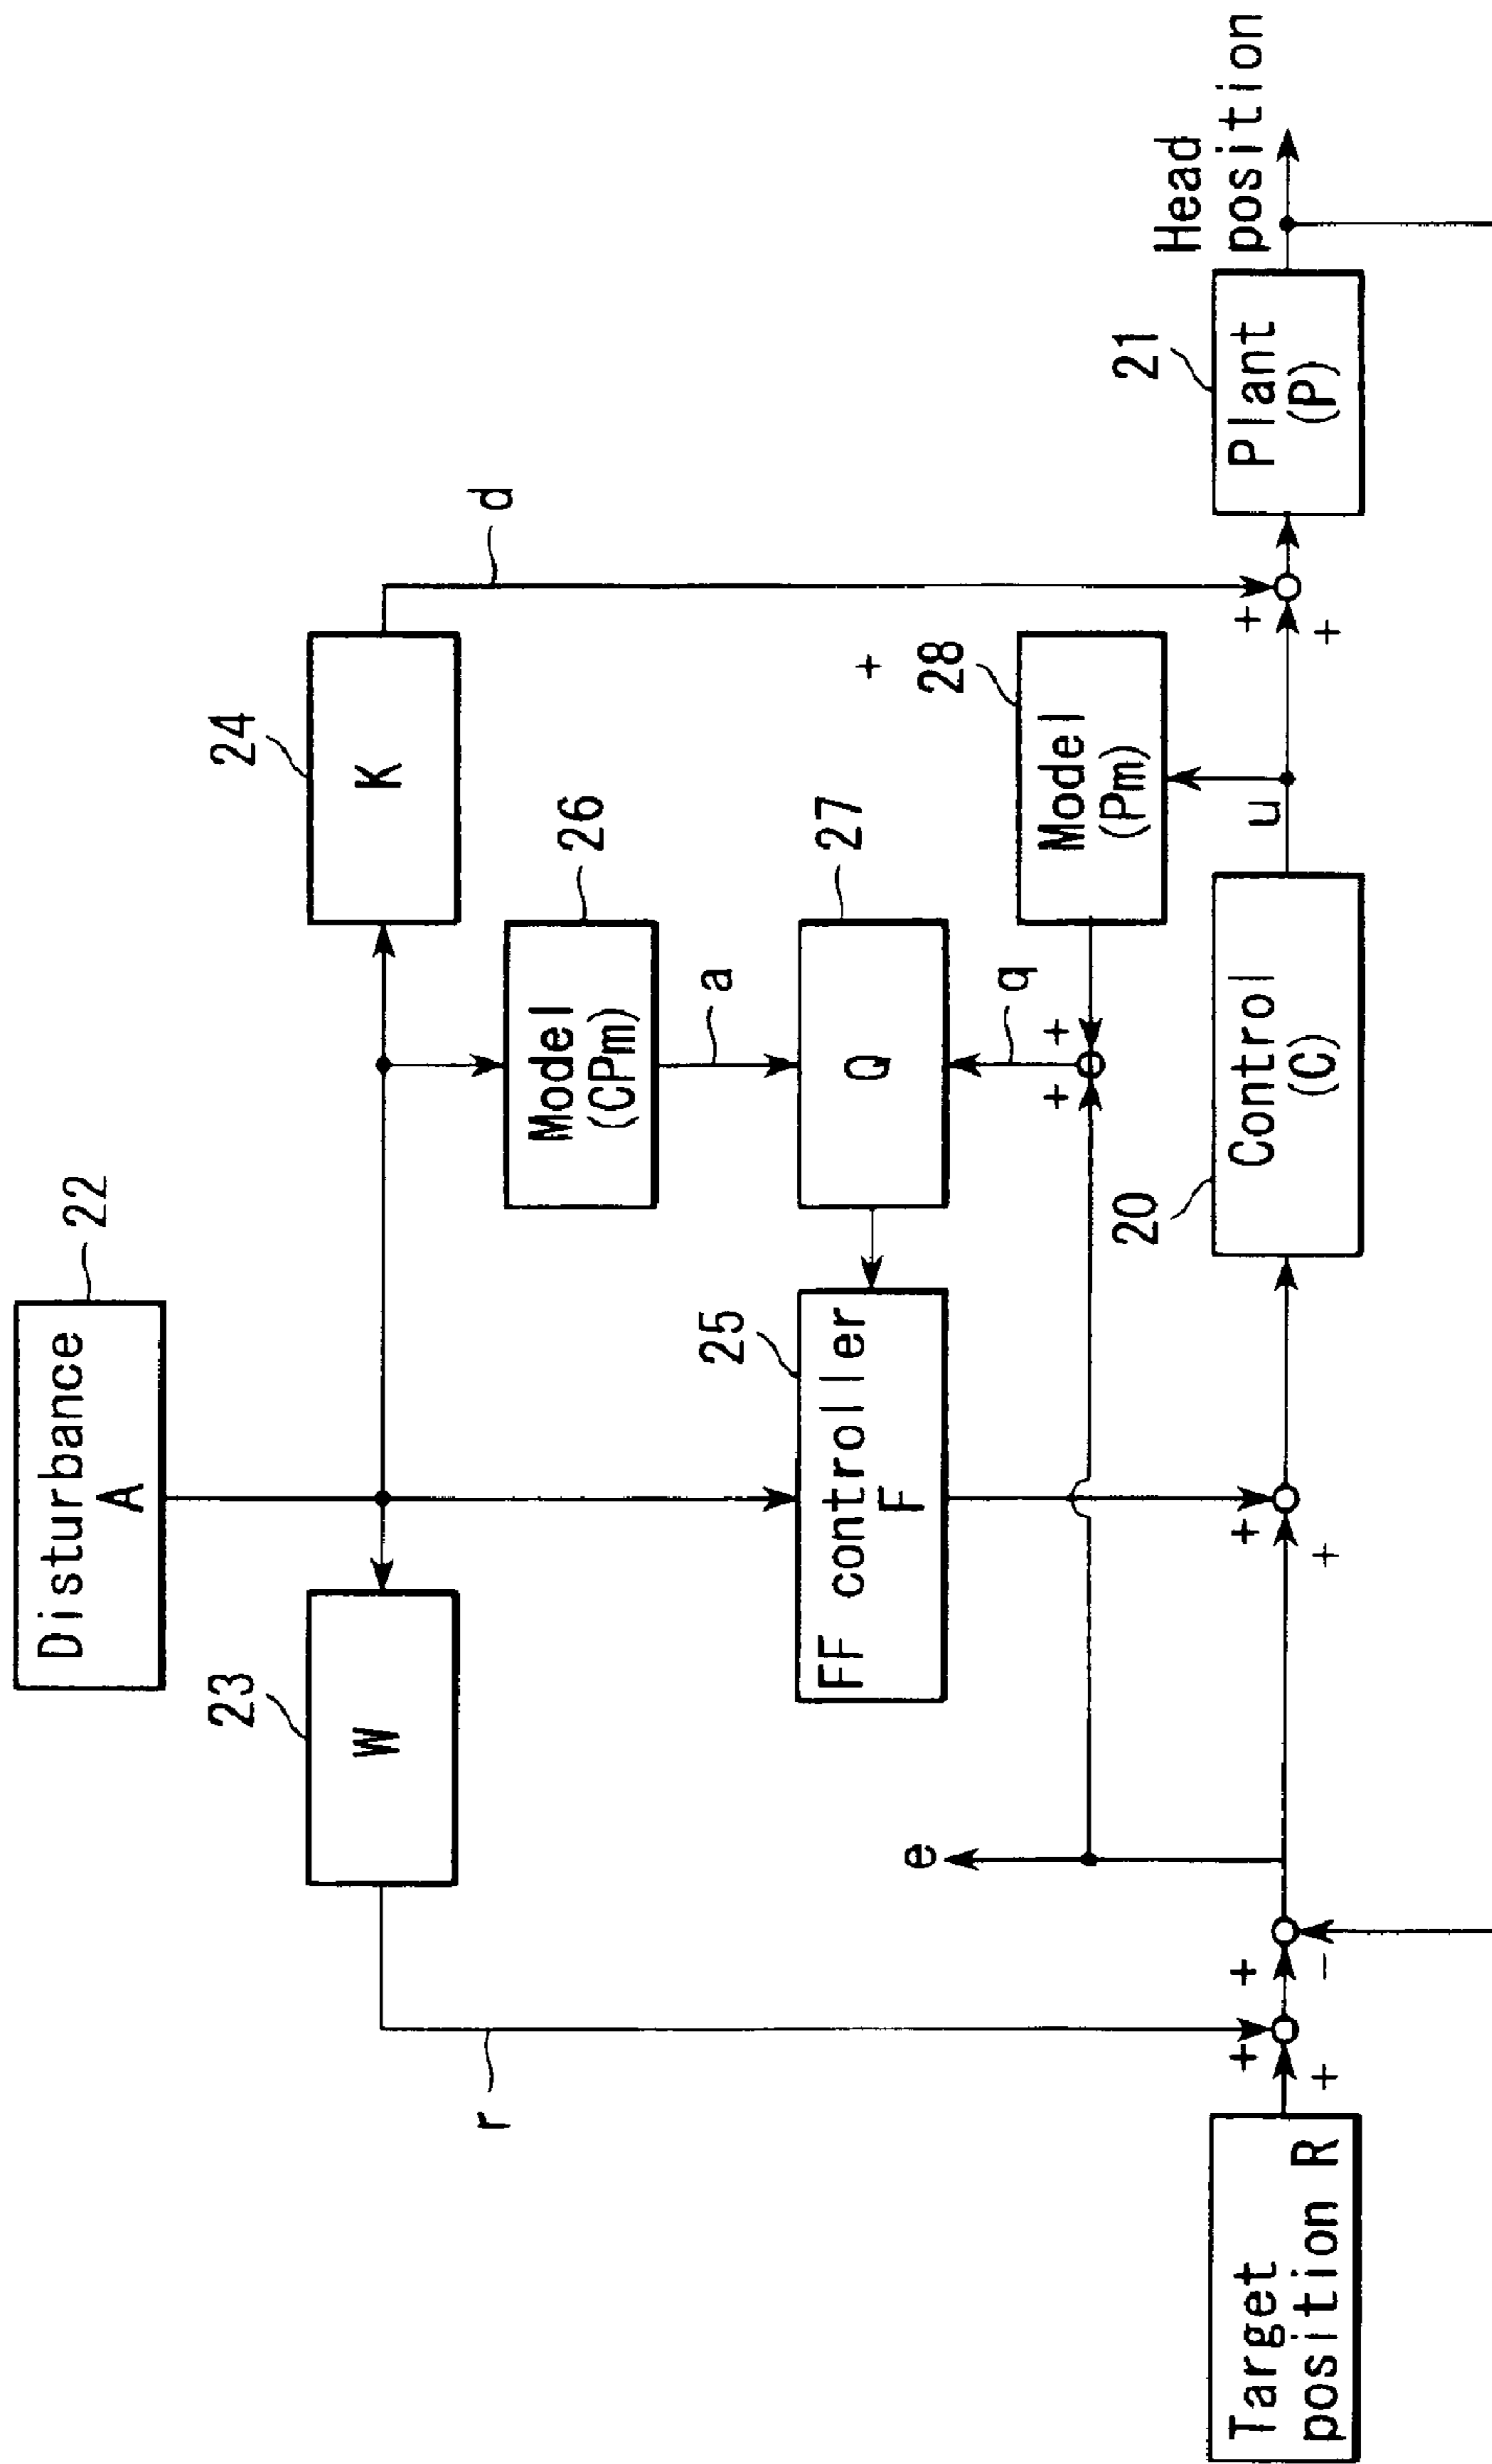 Disturbance
A
22
23
W
24
K
r
d
Model
(CPm)
26
a
25
FF controller
F
Q
27
+
28
Model
(Pm)
q
+
+
e
Target
position R
+
+
+
-
+
+
20
Control
(C)
u
+
+
21
Plant
(P)
Head
position